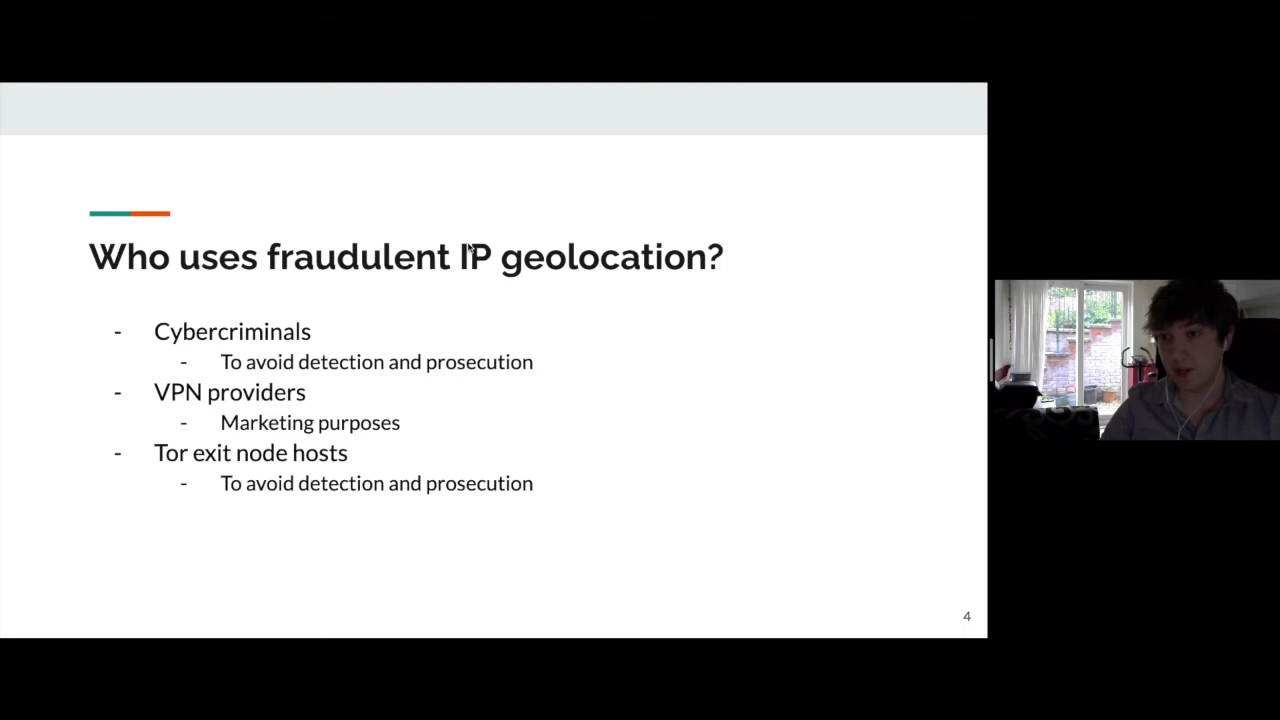 Who uses fraudulent IP geolocation?
- Cybercriminals
- To avoid detection and prosecution
- VPN providers
- Marketing purposes
- Tor exit node hosts
- To avoid detection and prosecution
4